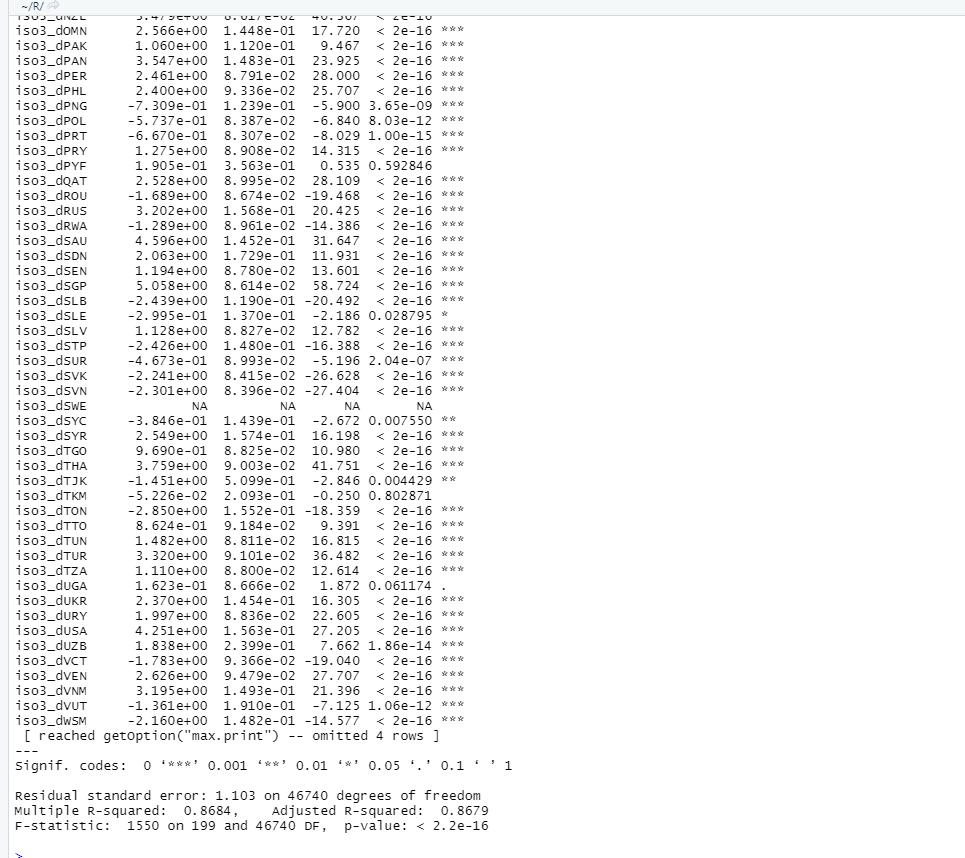 ~/R/
iso3_dNZL 3.479e+00 8.617e-02 40.367 < 2e-16
iso3_dOMN 2.566e+00 1.448e-01 17.720 < 2e-16 ***
iso3_dPAK 1.060e+00 1.120e-01 9.467 < 2e-16 ***
iso3_dPAN 3.547e+00 1.483e-01 23.925 < 2e-16 ***
iso3_dPER 2.461e+00 8.791e-02 28.000 < 2e-16 ***
iso3_dPHL 2.400e+00 9.336e-02 25.707 < 2e-16 ***
iso3_dPNG -7.309e-01 1.239e-01 -5.900 3.65e-09 ***
iso3_dPOL -5.737e-01 8.387e-02 -6.840 8.03e-12 ***
iso3_dPRT -6.670e-01 8.307e-02 -8.029 1.00e-15 ***
iso3_dPRY 1.275e+00 8.908e-02 14.315 < 2e-16 ***
iso3_dPYF 1.905e-01 3.563e-01 0.535 0.592846
iso3_dQAT 2.528e+00 8.995e-02 28.109 < 2e-16 ***
iso3_dROU -1.689e+00 8.674e-02 -19.468 < 2e-16 ***
iso3_dRUS 3.202e+00 1.568e-01 20.425 < 2e-16 ***
iso3_dRWA -1.289e+00 8.961e-02 -14.386 < 2e-16 ***
iso3_dSAU 4.596e+00 1.452e-01 31.647 < 2e-16 ***
iso3_dSDN 2.063e+00 1.729e-01 11.931 < 2e-16 ***
iso3_dSEN 1.194e+00 8.780e-02 13.601 < 2e-16 ***
iso3_dSGP 5.058e+00 8.614e-02 58.724 < 2e-16 ***
iso3_dSLB -2.439e+00 1.190e-01 -20.492 < 2e-16 ***
iso3_dSLE -2.995e-01 1.370e-01 -2.186 0.028795 *
iso3_dSLV 1.128e+00 8.827e-02 12.782 < 2e-16 ***
iso3_dSTP -2.426e+00 1.480e-01 -16.388 < 2e-16 ***
iso3_dSUR -4.673e-01 8.993e-02 -5.196 2.04e-07 ***
iso3_dSVK -2.241e+00 8.415e-02 -26.628 < 2e-16 ***
iso3_dSVN -2.301e+00 8.396e-02 -27.404 < 2e-16 ***
iso3_dSWE NA NA NA NA
iso3_dSYC -3.846e-01 1.439e-01 -2.672 0.007550 **
iso3_dSYR 2.549e+00 1.574e-01 16.198 < 2e-16 ***
iso3_dTGO 9.690e-01 8.825e-02 10.980 < 2e-16 ***
iso3_dTHA 3.759e+00 9.003e-02 41.751 < 2e-16 ***
iso3_dTJK -1.451e+00 5.099e-01 -2.846 0.004429 **
iso3_dTKM -5.226e-02 2.093e-01 -0.250 0.802871
iso3_dTON -2.850e+00 1.552e-01 -18.359 < 2e-16 ***
iso3_dTTO 8.624e-01 9.184e-02 9.391 < 2e-16 ***
iso3_dTUN 1.482e+00 8.811e-02 16.815 < 2e-16 ***
iso3_dTUR 3.320e+00 9.101e-02 36.482 < 2e-16 ***
iso3_dTZA 1.110e+00 8.800e-02 12.614 < 2e-16 ***
iso3_dUGA 1.623e-01 8.666e-02 1.872 0.061174 .
iso3_dUKR 2.370e+00 1.454e-01 16.305 < 2e-16 ***
iso3_dURY 1.997e+00 8.836e-02 22.605 < 2e-16 ***
iso3_dUSA 4.251e+00 1.563e-01 27.205 < 2e-16 ***
iso3_dUZB 1.838e+00 2.399e-01 7.662 1.86e-14 ***
iso3_dVCT -1.783e+00 9.366e-02 -19.040 < 2e-16 ***
iso3_dVEN 2.626e+00 9.479e-02 27.707 < 2e-16 ***
iso3_dVNM 3.195e+00 1.493e-01 21.396 < 2e-16 ***
iso3_dVUT -1.361e+00 1.910e-01 -7.125 1.06e-12 ***
iso3_dWSM -2.160e+00 1.482e-01 -14.577 < 2e-16 ***
[ reached getOption("max.print") -- omitted 4 rows ]
---
Signif. codes: 0 ‘***’ 0.001 ‘**’ 0.01 ‘*’ 0.05 ‘.’ 0.1 ‘ ’ 1
Residual standard error: 1.103 on 46740 degrees of freedom
Multiple R-squared: 0.8684, Adjusted R-squared: 0.8679
F-statistic: 1550 on 199 and 46740 DF, p-value: < 2.2e-16
>